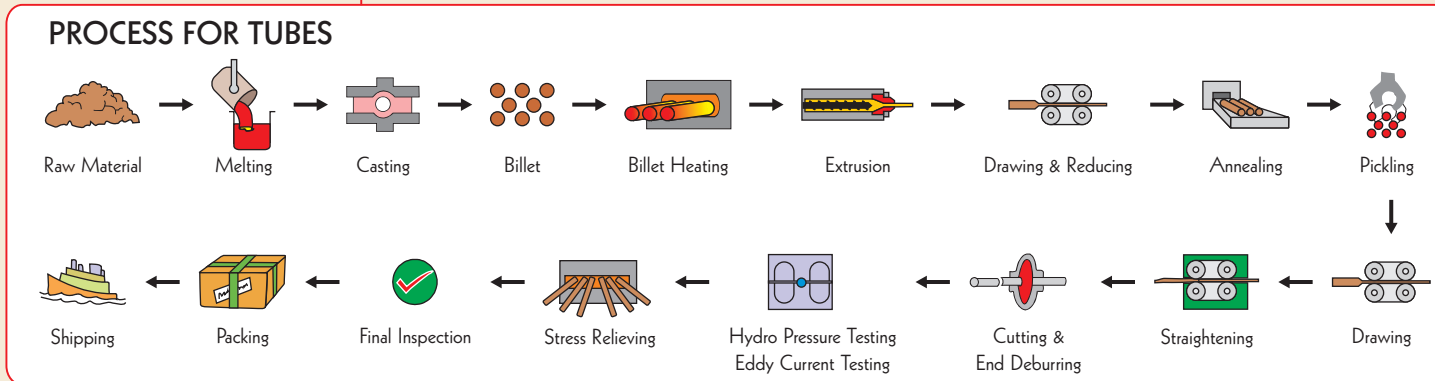 PROCESS FOR TUBES
Raw Material
Melting
Casting
Billet
Billet Heating
Extrusion
Drawing & Reducing
Annealing
Pickling
Drawing
Straightening
Cutting &
End Deburring
Hydro Pressure Testing
Eddy Current Testing
Stress Relieving
Final Inspection
Packing
Shipping